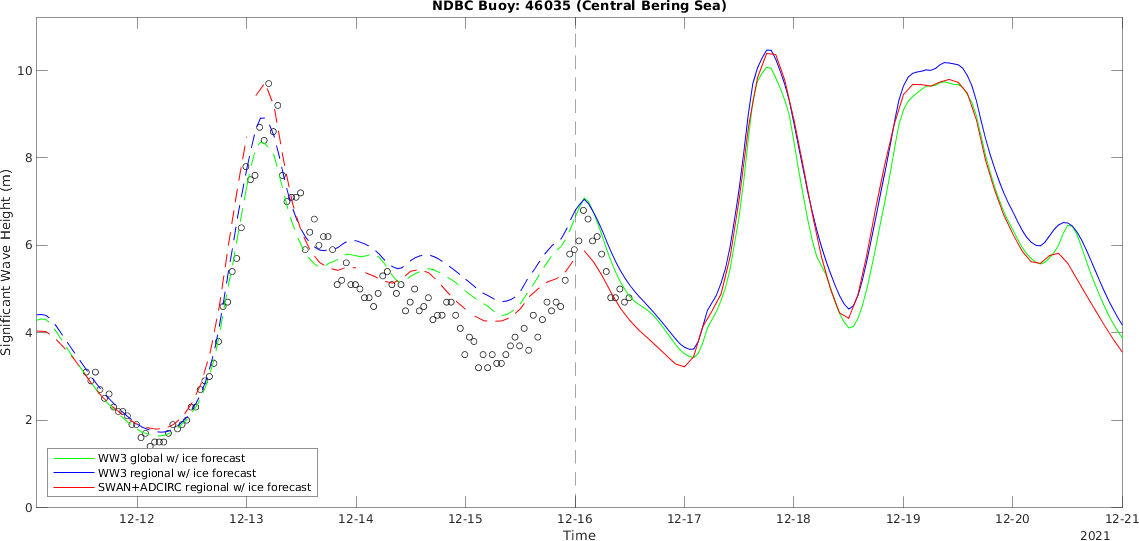 NDBC Buoy: 46035 (Central Bering Sea)
Significant Wave Height (m)
10
8
6
4
2
0
WW3 global w/ ice forecast
WW3 regional w/ ice forecast
SWAN+ADCIRC regional w/ ice forecast
12-12
12-13
12-14
12-15
12-16
12-17
12-18
12-19
12-20
12-21
Time
2021